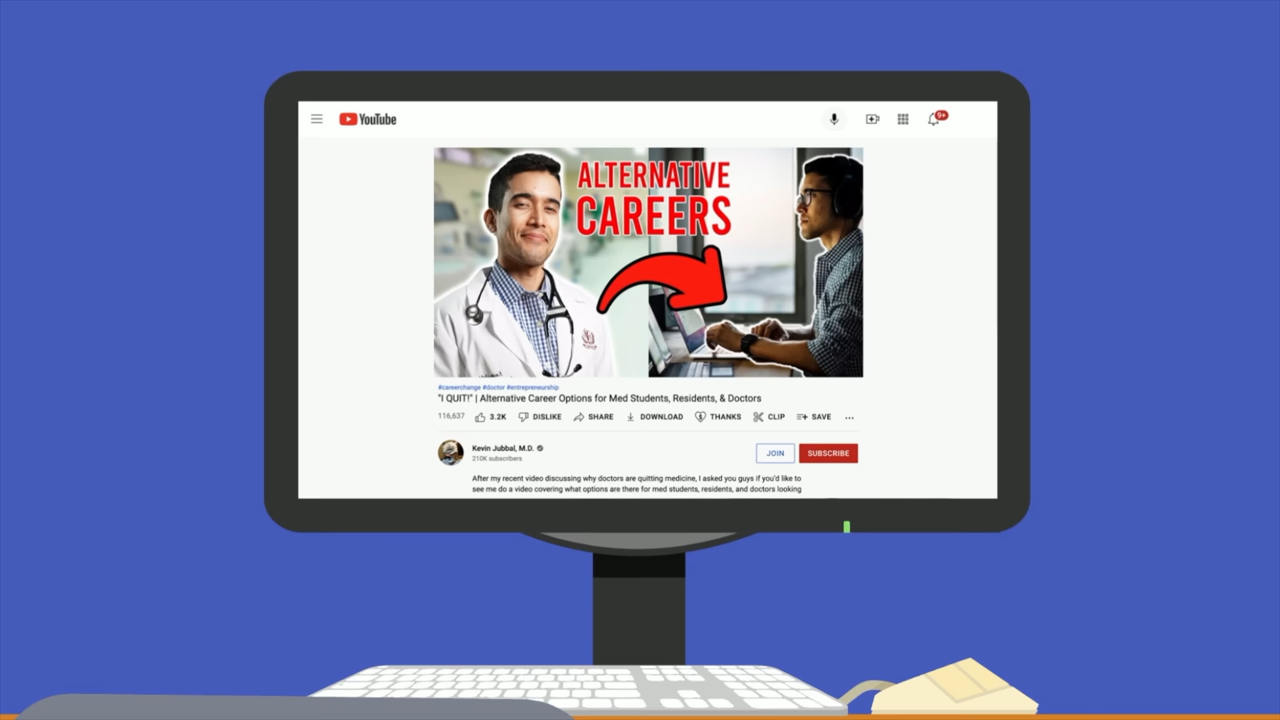 YouTube
9+
ALTERNATIVE
CAREERS
#careerchange #doctor #entrepreneurship
"I QUIT!" | Alternative Career Options for Med Students, Residents, & Doctors
116,637 3.2K DISLIKE SHARE DOWNLOAD THANKS CLIP SAVE ...
Kevin Jubbal, M.D.
210K subscribers
JOIN SUBSCRIBE
After my recent video discussing why doctors are quitting medicine, I asked you guys if you'd like to
see me do a video covering what options are there for med students, residents, and doctors looking